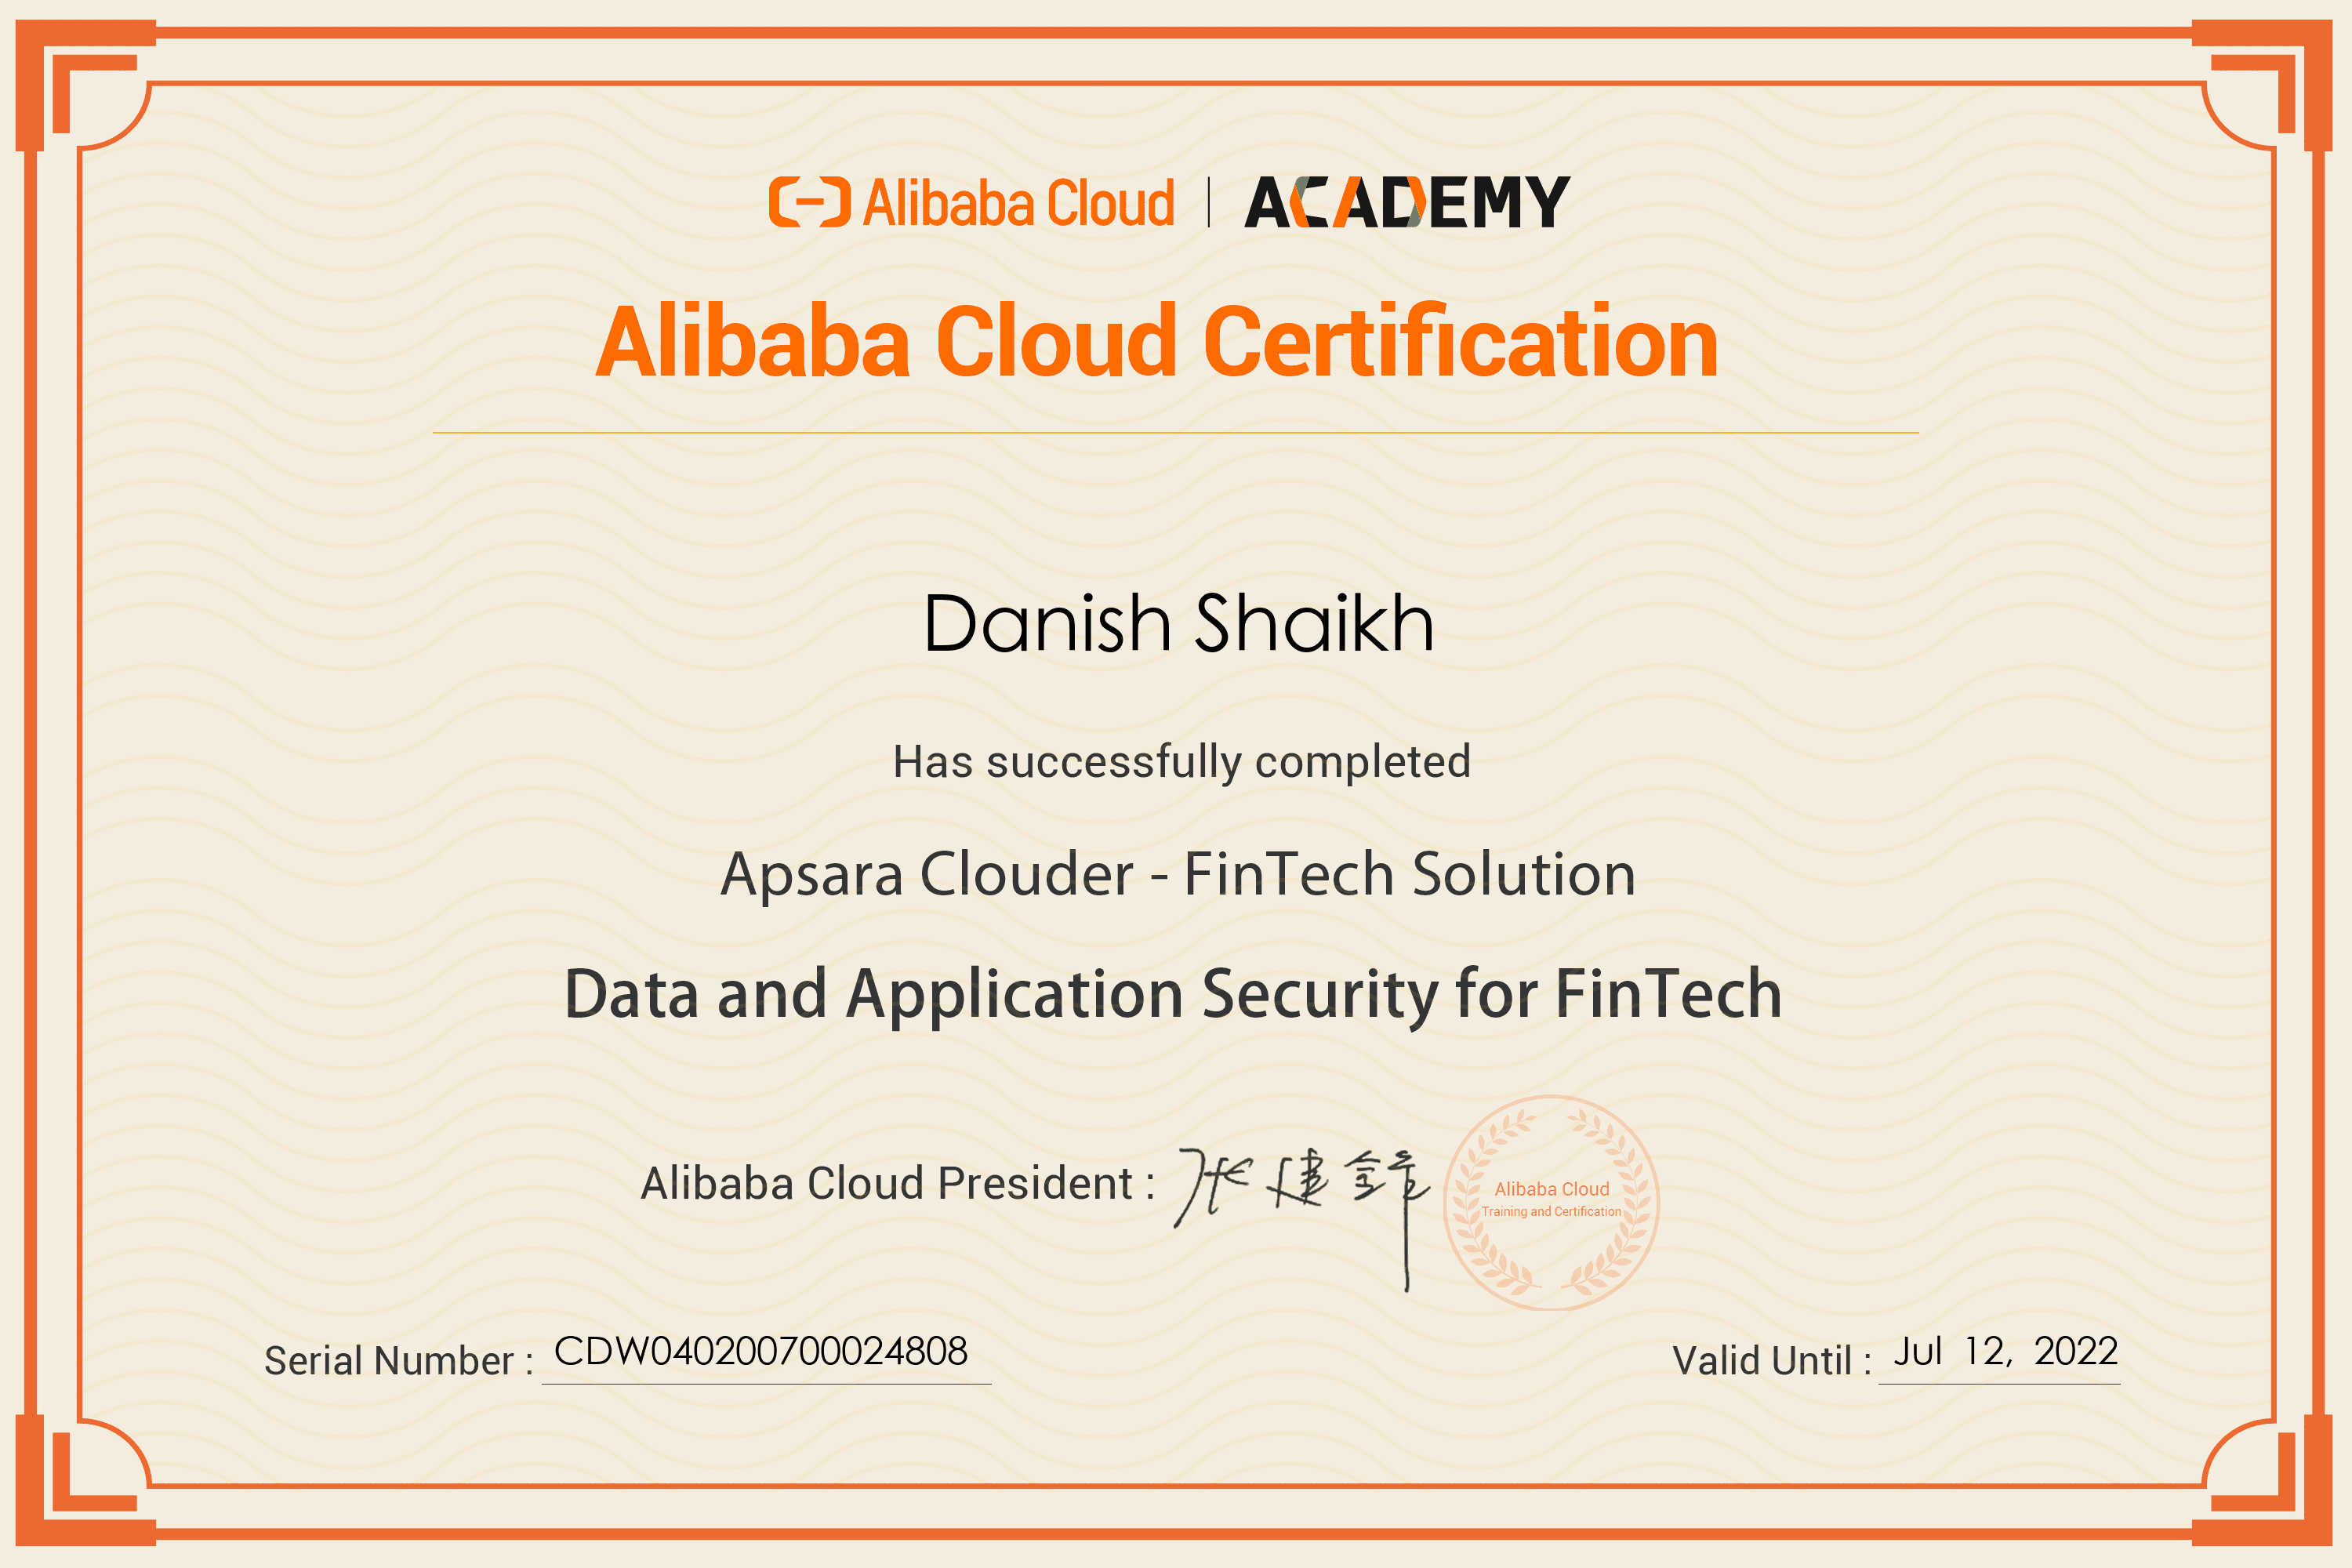 Alibaba Cloud | ACADEMY
Alibaba Cloud Certification
Danish Shaikh
Has successfully completed
Apsara Clouder - FinTech Solution
Data and Application Security for FinTech
Alibaba Cloud President : 张建锋
Alibaba Cloud
Training and Certification
Serial Number : CDW040200700024808
Valid Until : Jul 12, 2022